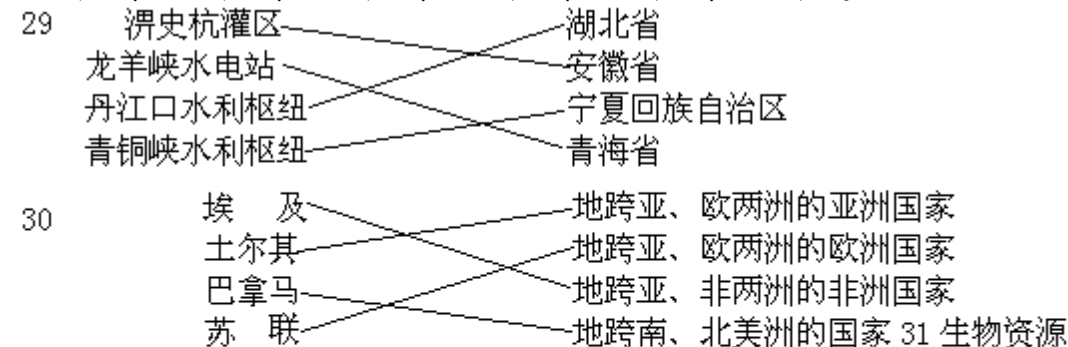 29 淠史杭灌区 湖北省
龙羊峡水电站 安徽省
丹江口水利枢纽 宁夏回族自治区
青铜峡水利枢纽 青海省
30 埃 及 地跨亚、欧两洲的亚洲国家
土尔其 地跨亚、欧两洲的欧洲国家
巴拿马 地跨亚、非两洲的非洲国家
苏 联 地跨南、北美洲的国家 31 生物资源